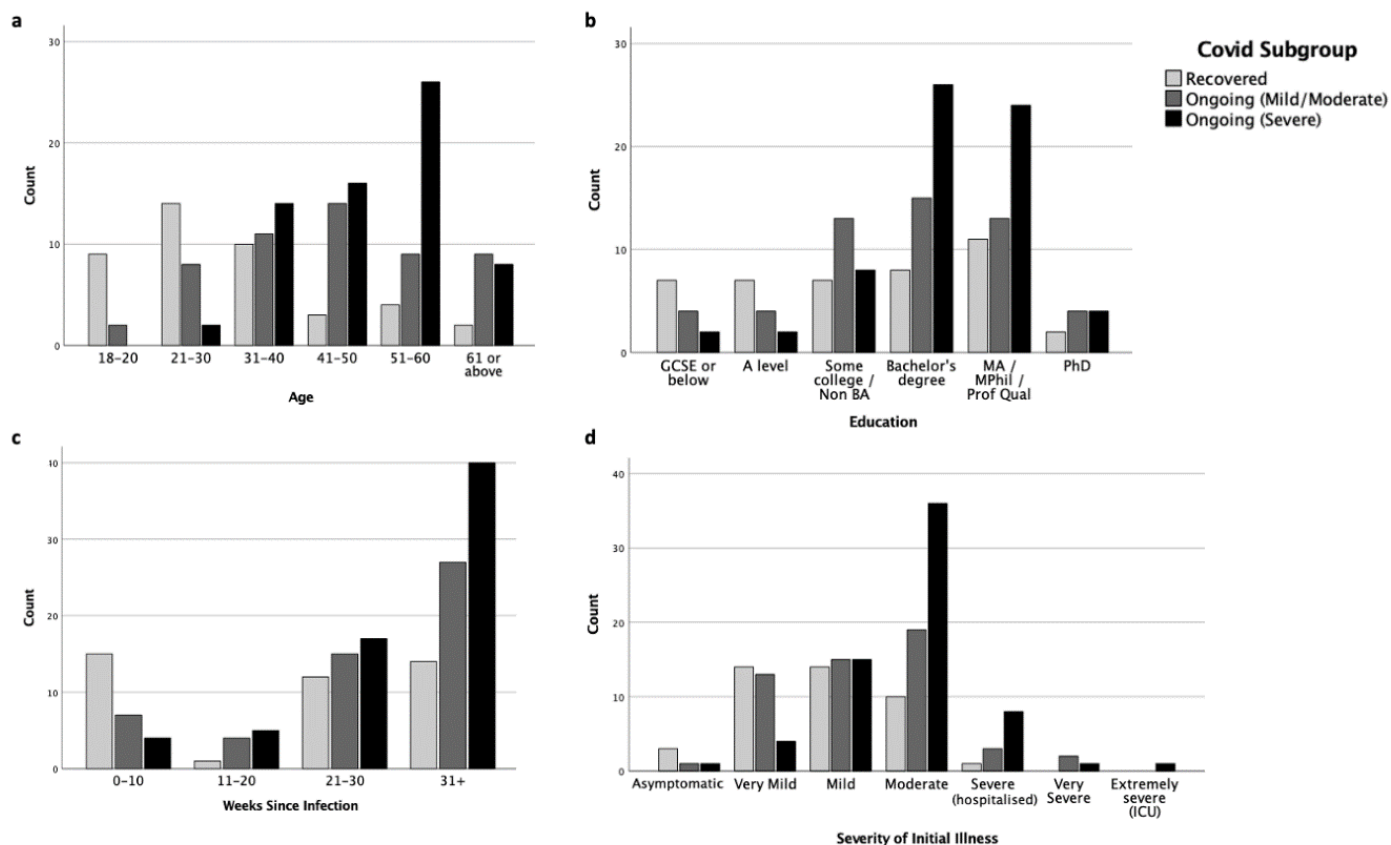 a
30
20
10
0
Count
18-20
21-30
31-40
41-50
51-60
61 or
above
Age
b
30
20
10
0
Count
GCSE or
below
A level
Some
college /
Non BA
Bachelor's
degree
MA /
MPhil /
Prof Qual
PhD
Education
Covid Subgroup
Recovered
Ongoing (Mild/Moderate)
Ongoing (Severe)
c
30
20
10
0
Count
0-10
11-20
21-30
31+
Weeks Since Infection
d
40
30
20
10
0
Count
Asymptomatic
Very Mild
Mild
Moderate
Severe
(hospitalised)
Very
Severe
Extremely
severe
(ICU)
Severity of Initial Illness